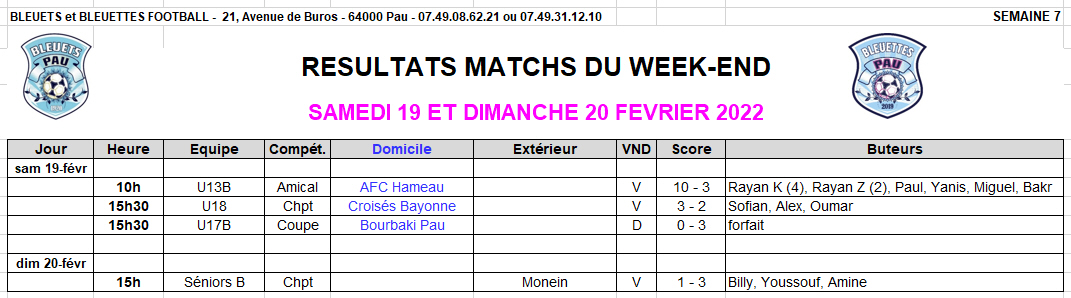 BLEUETS et BLEUETTES FOOTBALL - 21, Avenue de Buros - 64000 Pau - 07.49.08.62.21 ou 07.49.31.12.10 SEMAINE 7
BLEUETS PAU
BLEUETTES PAU 2019
RESULTATS MATCHS DU WEEK-END
SAMEDI 19 ET DIMANCHE 20 FEVRIER 2022
Jour Heure Equipe Compét. Domicile Extérieur VND Score Buteurs
sam 19-févr
10h U13B Amical AFC Hameau V 10 - 3 Rayan K (4), Rayan Z (2), Paul, Yanis, Miguel, Bakr
15h30 U18 Chpt Croisés Bayonne V 3 - 2 Sofian, Alex, Oumar
15h30 U17B Coupe Bourbaki Pau D 0 - 3 forfait
dim 20-févr
15h Séniors B Chpt Monein V 1 - 3 Billy, Youssouf, Amine